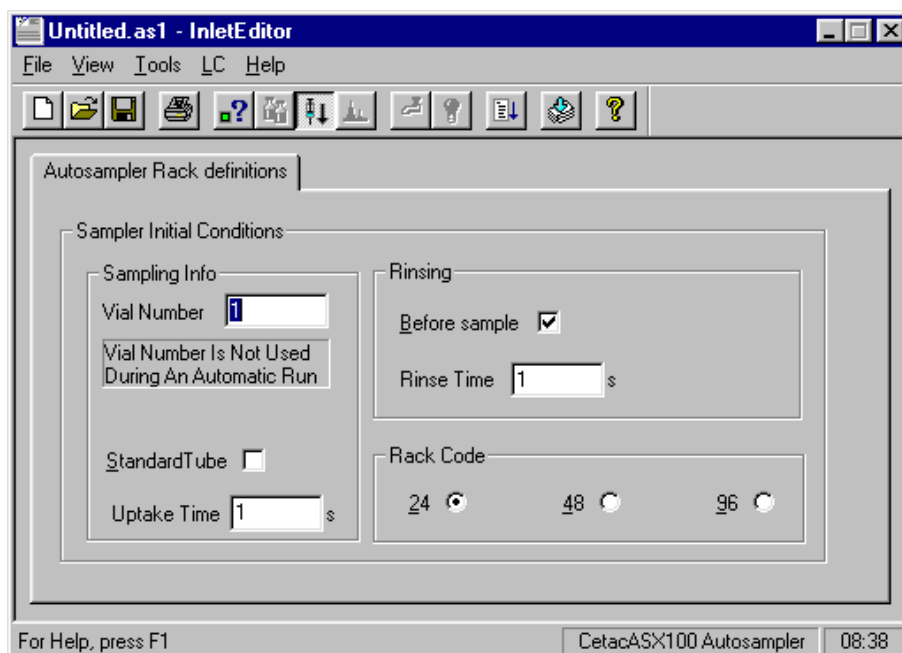 Untitled.as1 - InletEditor
File View Tools LC Help
Autosampler Rack definitions
Sampler Initial Conditions
Sampling Info
Vial Number 1
Vial Number Is Not Used
During An Automatic Run
StandardTube
Uptake Time 1 s
Rinsing
Before sample
Rinse Time 1 s
Rack Code
24 48 96
For Help, press F1 CetacASX100 Autosampler 08:38